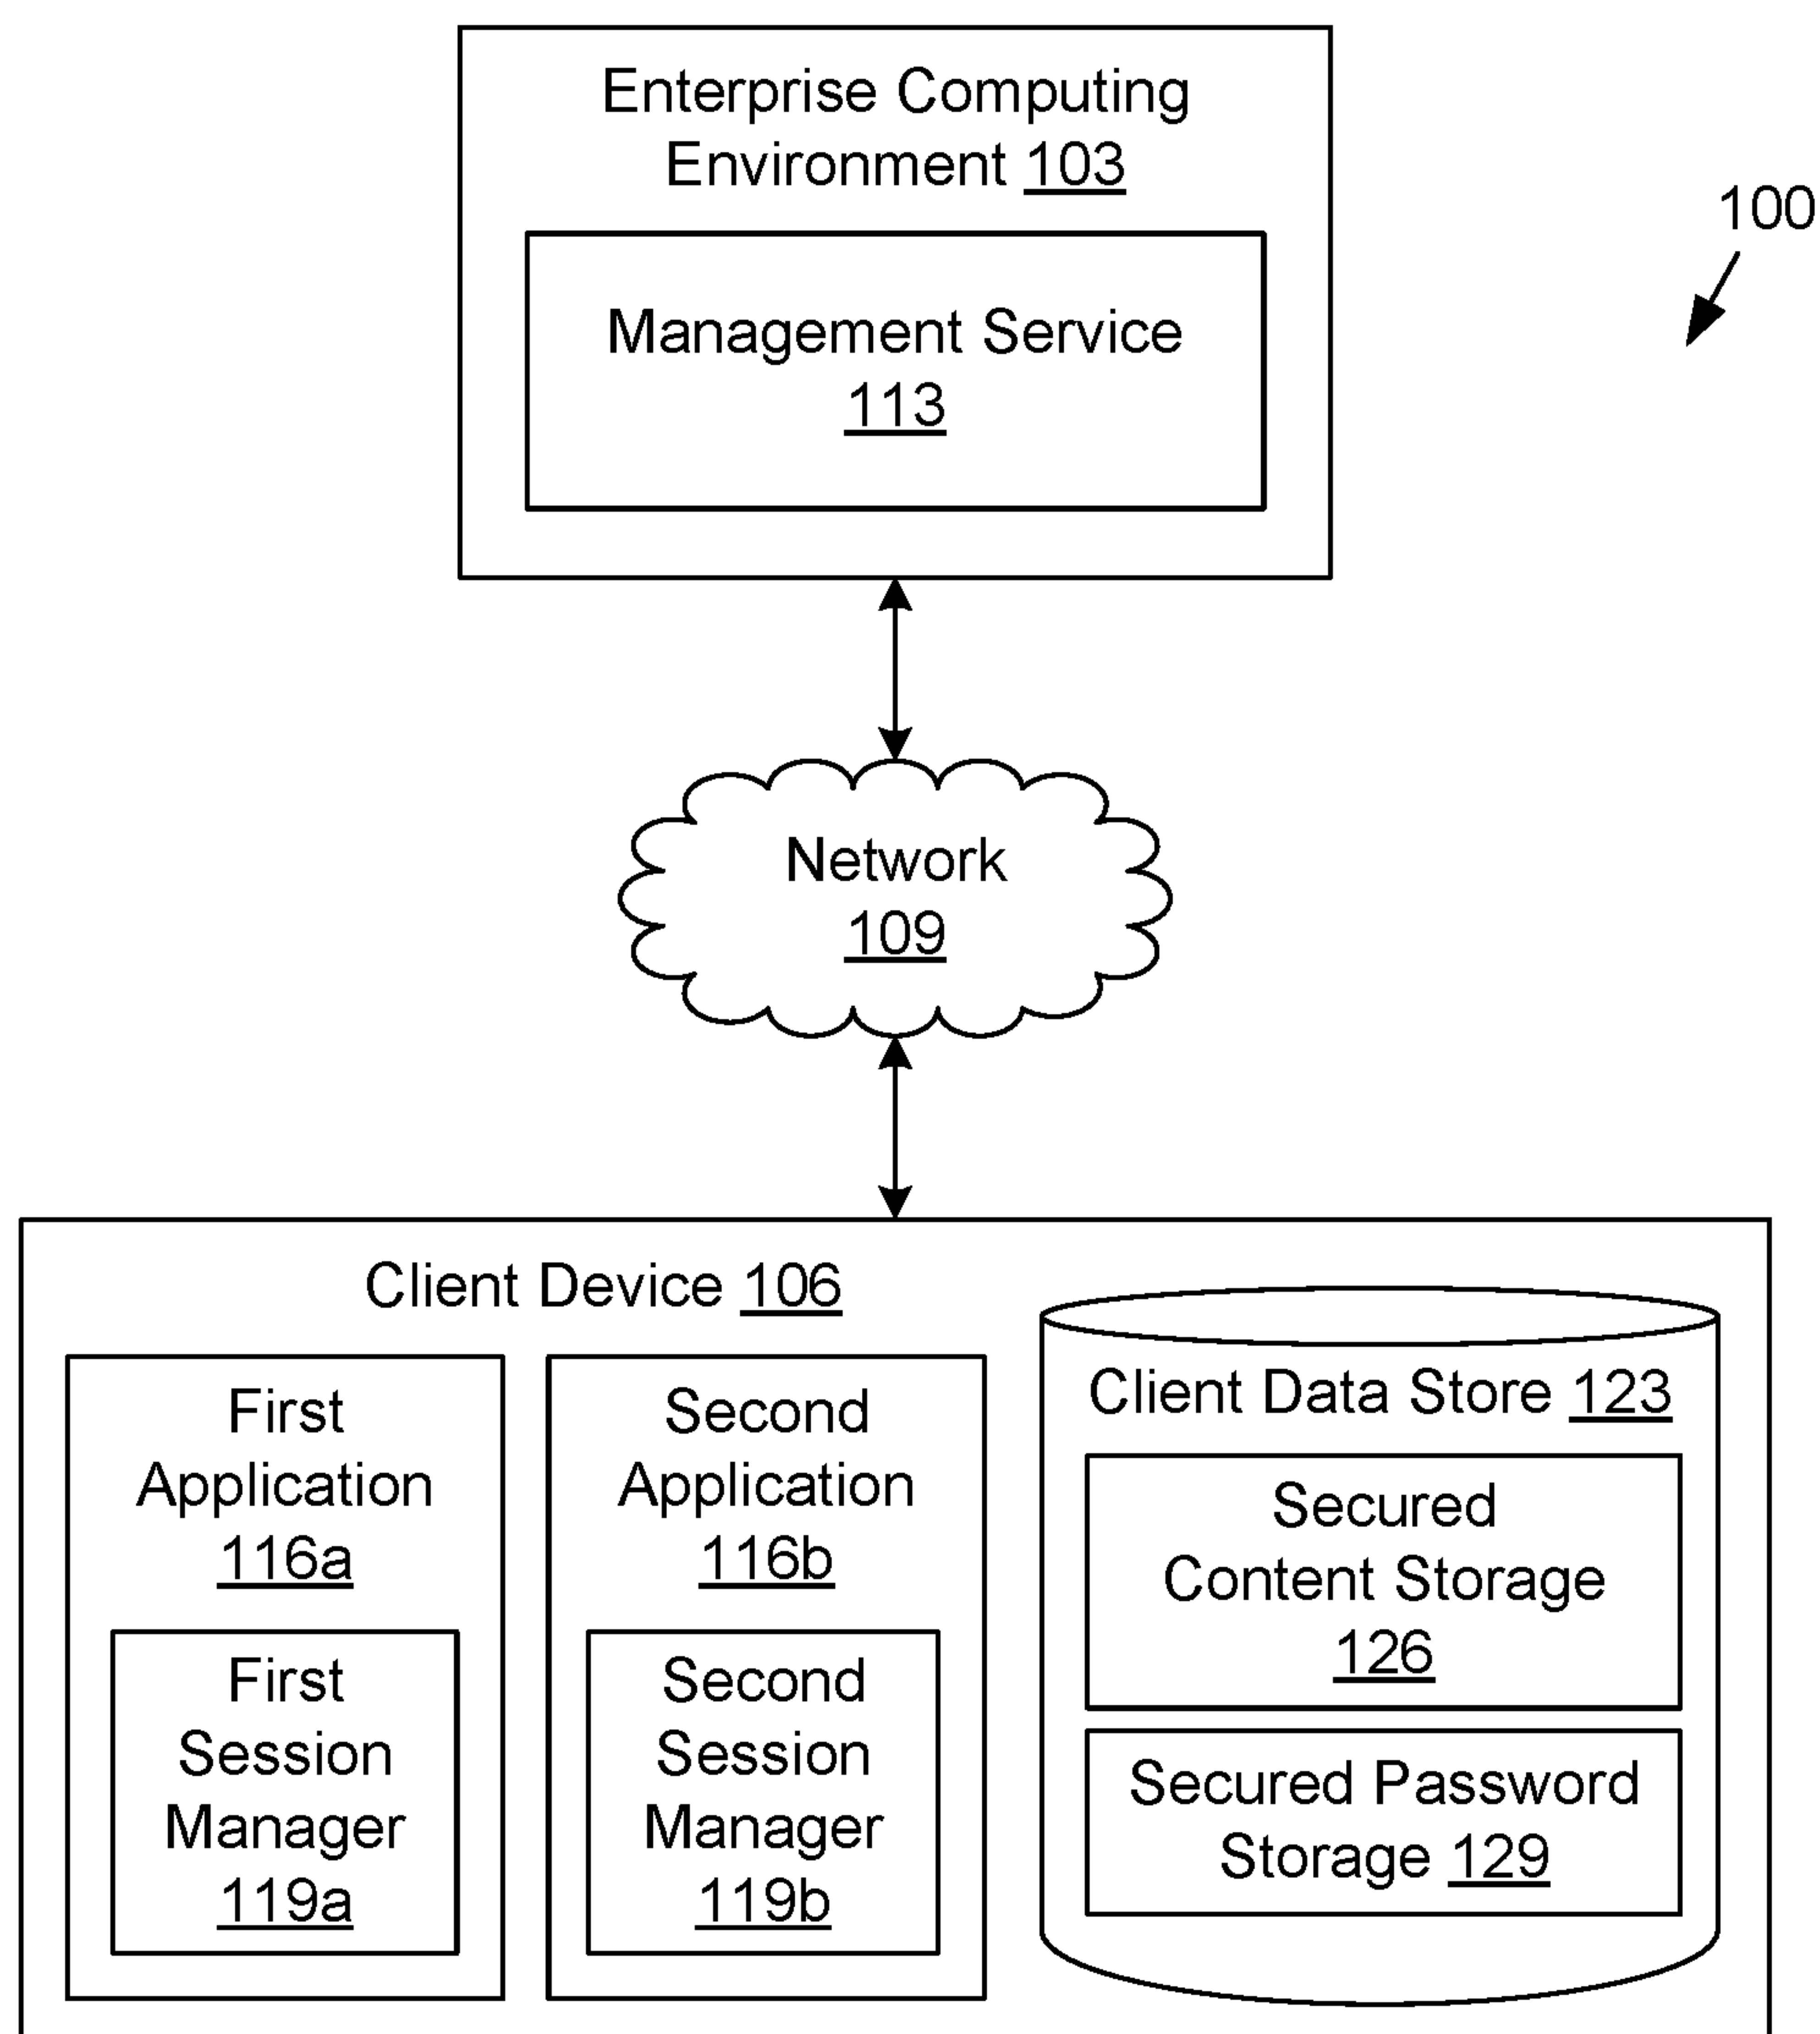 Enterprise Computing
Environment 103
100
Management Service
113
Network
109
Client Device 106
First
Application
116a
First
Session
Manager
119a
Second
Application
116b
Second
Session
Manager
119b
Client Data Store 123
Secured
Content Storage
126
Secured Password
Storage 129